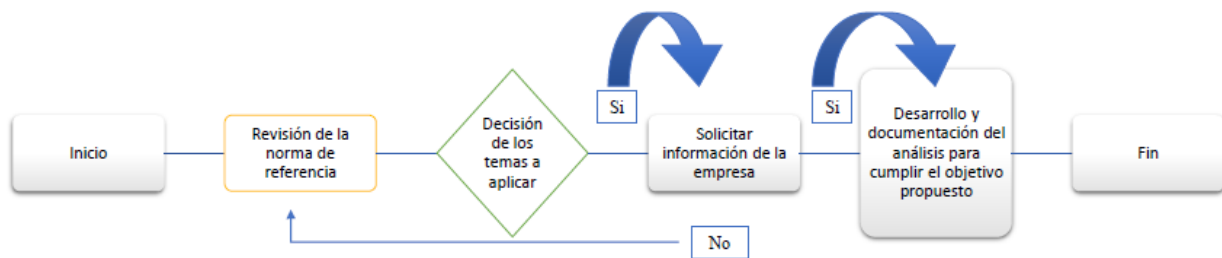 Inicio
Revisión de la
norma de
referencia
Decisión
de los
temas a
aplicar
Si
Solicitar
información de la
empresa
Si
Desarrollo y
documentación del
análisis para
cumplir el objetivo
propuesto
Fin
No